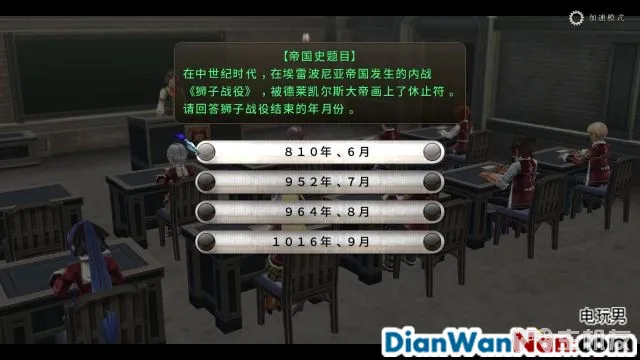 加速模式
【帝国史题目】
在中世纪时代，在埃雷波尼亚帝国发生的内战
《狮子战役》，被德莱凯尔斯大帝画上了休止符。
请回答狮子战役结束的年月份。
810年、6月
952年、7月
964年、8月
1016年、9月
电玩男
DianWanNan.com